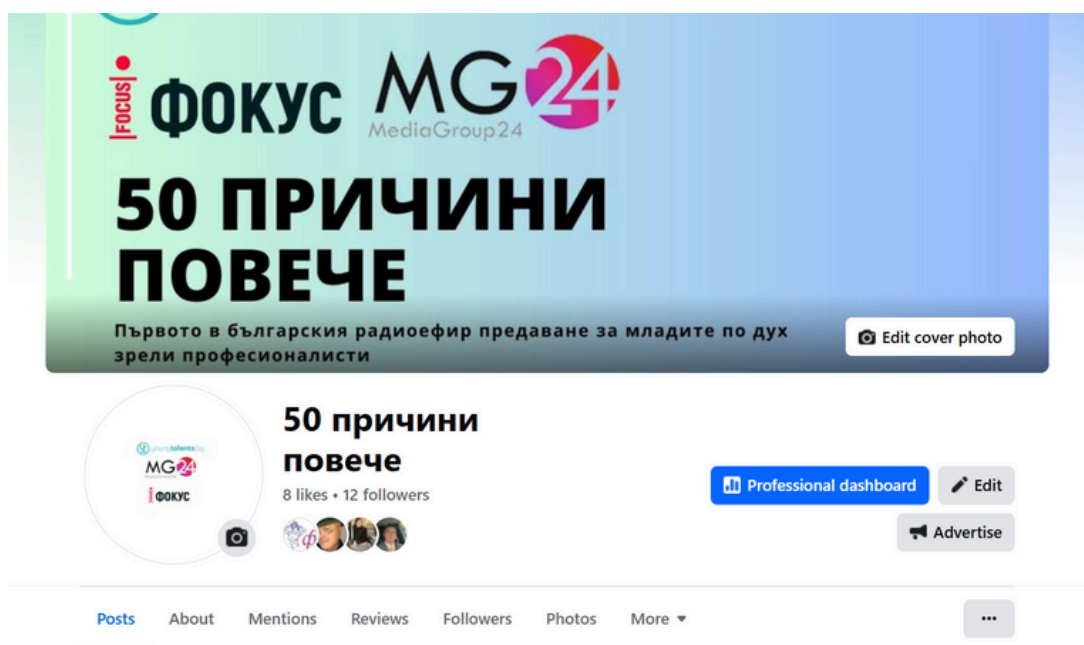 FOCUS
ФОКУС
MG24
MediaGroup24
50 ПРИЧИНИ
ПОВЕЧЕ
Първото в българския радиоефир предаване за младите по дух
зрели професионалисти
Edit cover photo
50 причини
повече
8 likes • 12 followers
youngtalents.bg
MG24
ФОКУС
Professional dashboard
Edit
Advertise
Posts About Mentions Reviews Followers Photos More